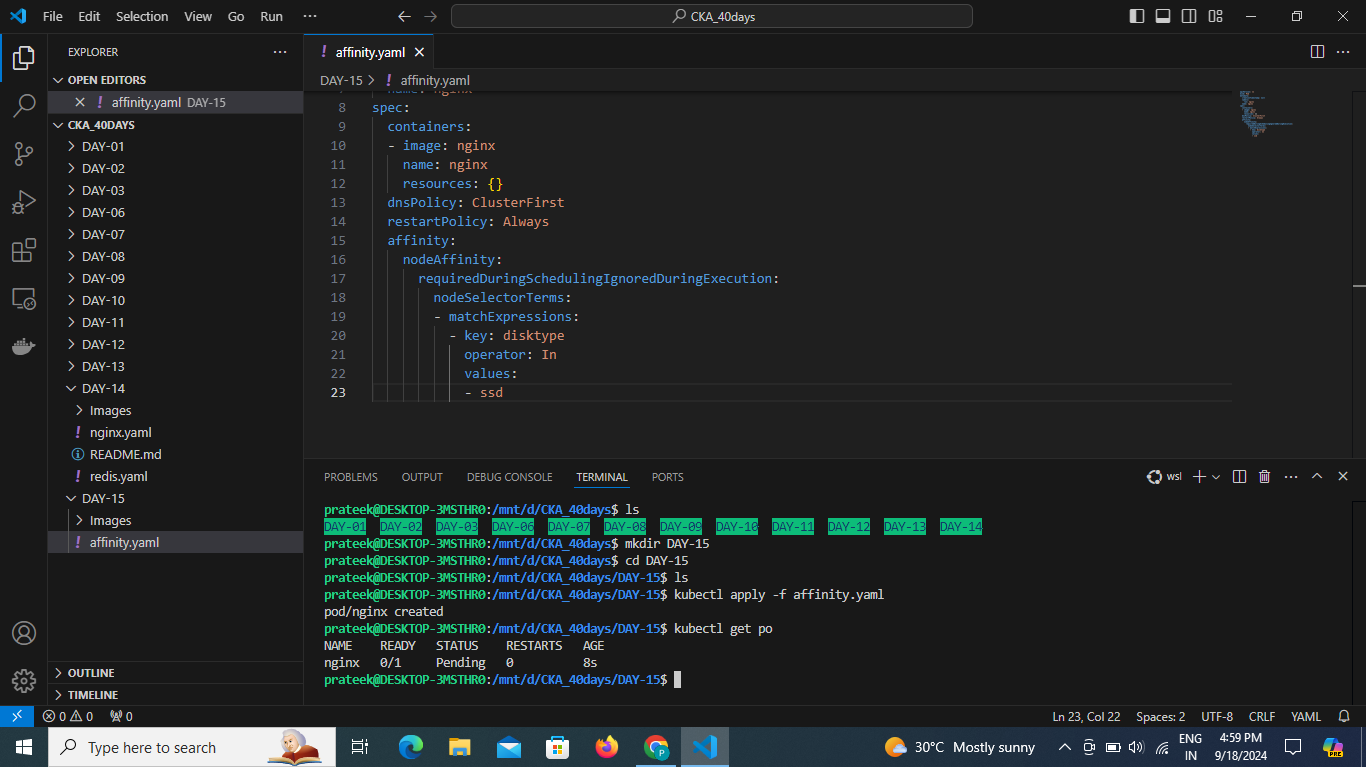 File Edit Selection View Go Run ···
CKA_40days
EXPLORER ···
OPEN EDITORS
! affinity.yaml DAY-15
CKA_40DAYS
DAY-01
DAY-02
DAY-03
DAY-06
DAY-07
DAY-08
DAY-09
DAY-10
DAY-11
DAY-12
DAY-13
DAY-14
Images
! nginx.yaml
README.md
! redis.yaml
DAY-15
Images
! affinity.yaml
OUTLINE
TIMELINE
! affinity.yaml
DAY-15 > ! affinity.yaml
name: nginx
8 spec:
9 containers:
10 - image: nginx
11 name: nginx
12 resources: {}
13 dnsPolicy: ClusterFirst
14 restartPolicy: Always
15 affinity:
16 nodeAffinity:
17 requiredDuringSchedulingIgnoredDuringExecution:
18 nodeSelectorTerms:
19 - matchExpressions:
20 - key: disktype
21 operator: In
22 values:
23 - ssd
PROBLEMS OUTPUT DEBUG CONSOLE TERMINAL PORTS
wsl
prateek@DESKTOP-3MSTHR0:/mnt/d/CKA_40days$ ls
DAY-01 DAY-02 DAY-03 DAY-06 DAY-07 DAY-08 DAY-09 DAY-10 DAY-11 DAY-12 DAY-13 DAY-14
prateek@DESKTOP-3MSTHR0:/mnt/d/CKA_40days$ mkdir DAY-15
prateek@DESKTOP-3MSTHR0:/mnt/d/CKA_40days$ cd DAY-15
prateek@DESKTOP-3MSTHR0:/mnt/d/CKA_40days/DAY-15$ ls
prateek@DESKTOP-3MSTHR0:/mnt/d/CKA_40days/DAY-15$ kubectl apply -f affinity.yaml
pod/nginx created
prateek@DESKTOP-3MSTHR0:/mnt/d/CKA_40days/DAY-15$ kubectl get po
NAME READY STATUS RESTARTS AGE
nginx 0/1 Pending 0 8s
prateek@DESKTOP-3MSTHR0:/mnt/d/CKA_40days/DAY-15$
0 0 0
Ln 23, Col 22 Spaces: 2 UTF-8 CRLF YAML
Type here to search
30°C Mostly sunny
ENG
IN
4:59 PM
9/18/2024
PRE